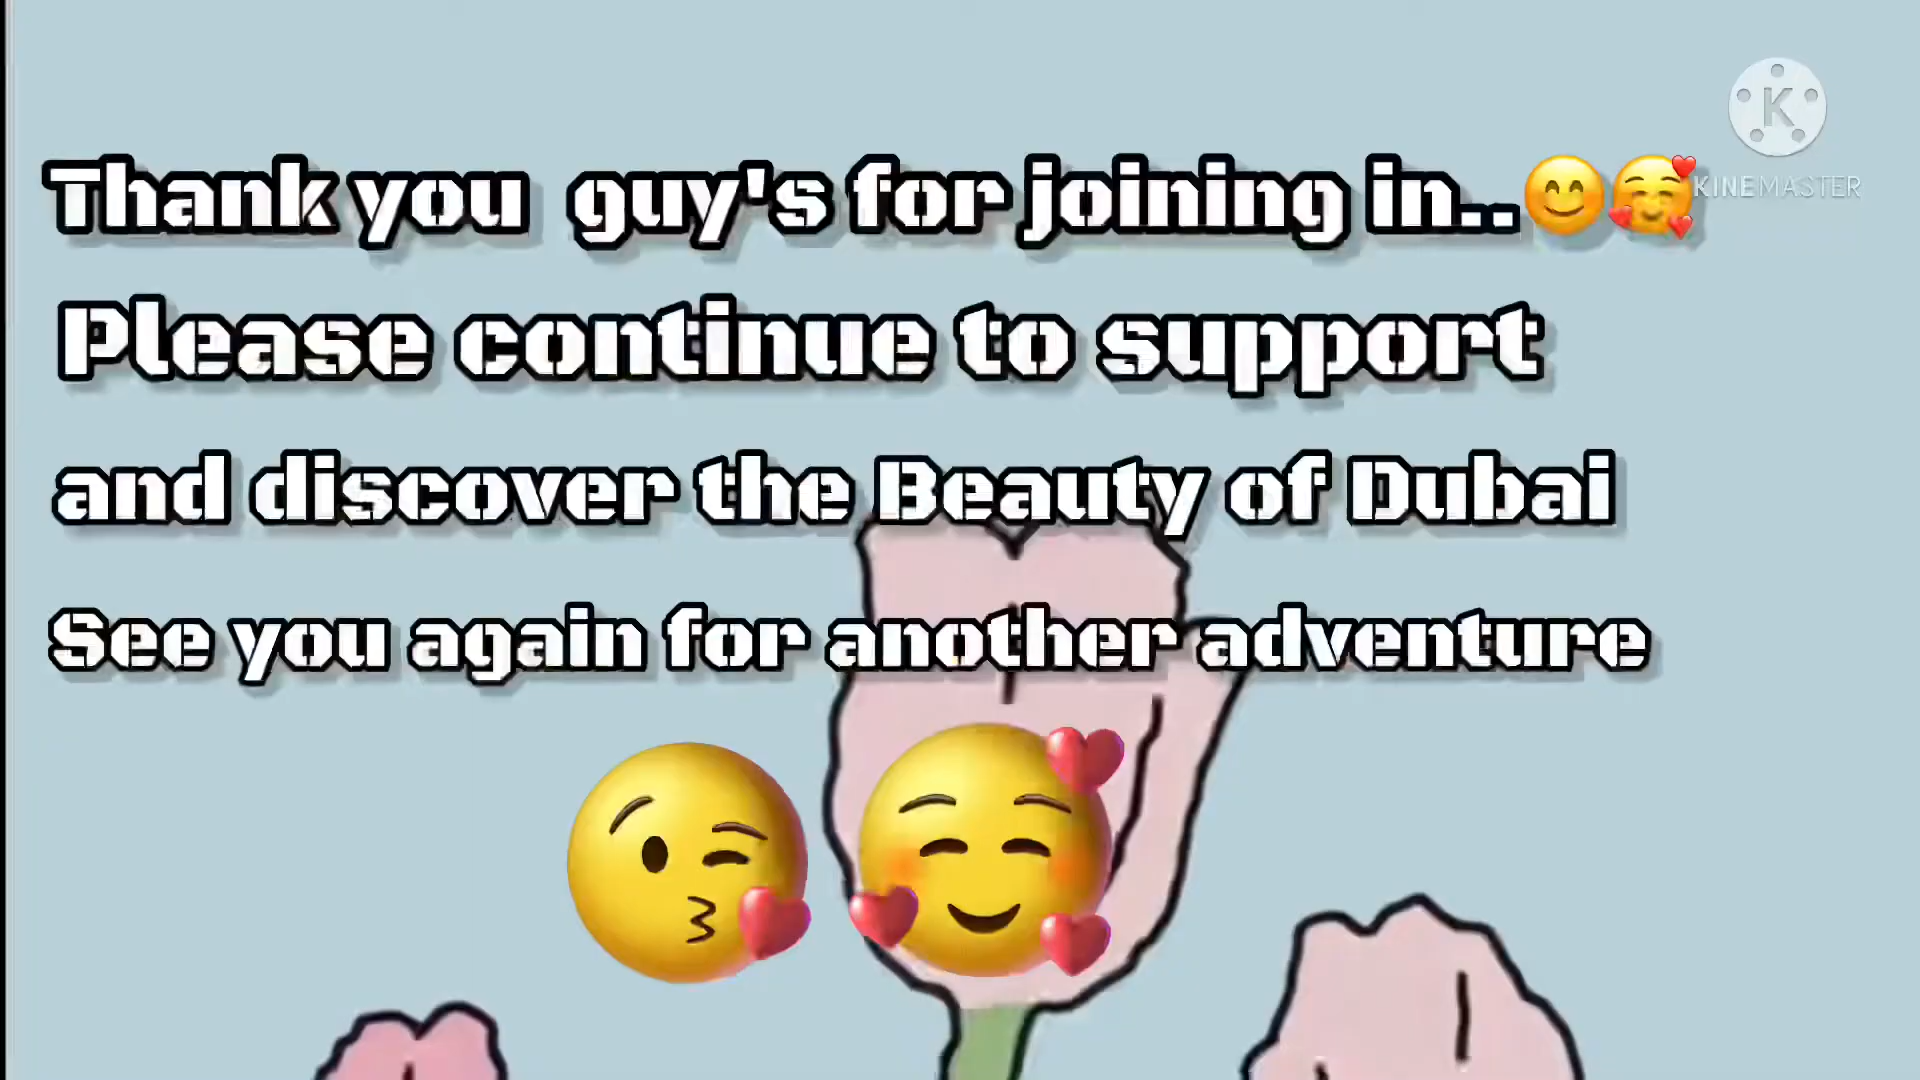 Thank you guy's for joining in..😊🥰
KINEMASTER
Please continue to support
and discover the Beauty of Dubai
See you again for another adventure
😘 🥰